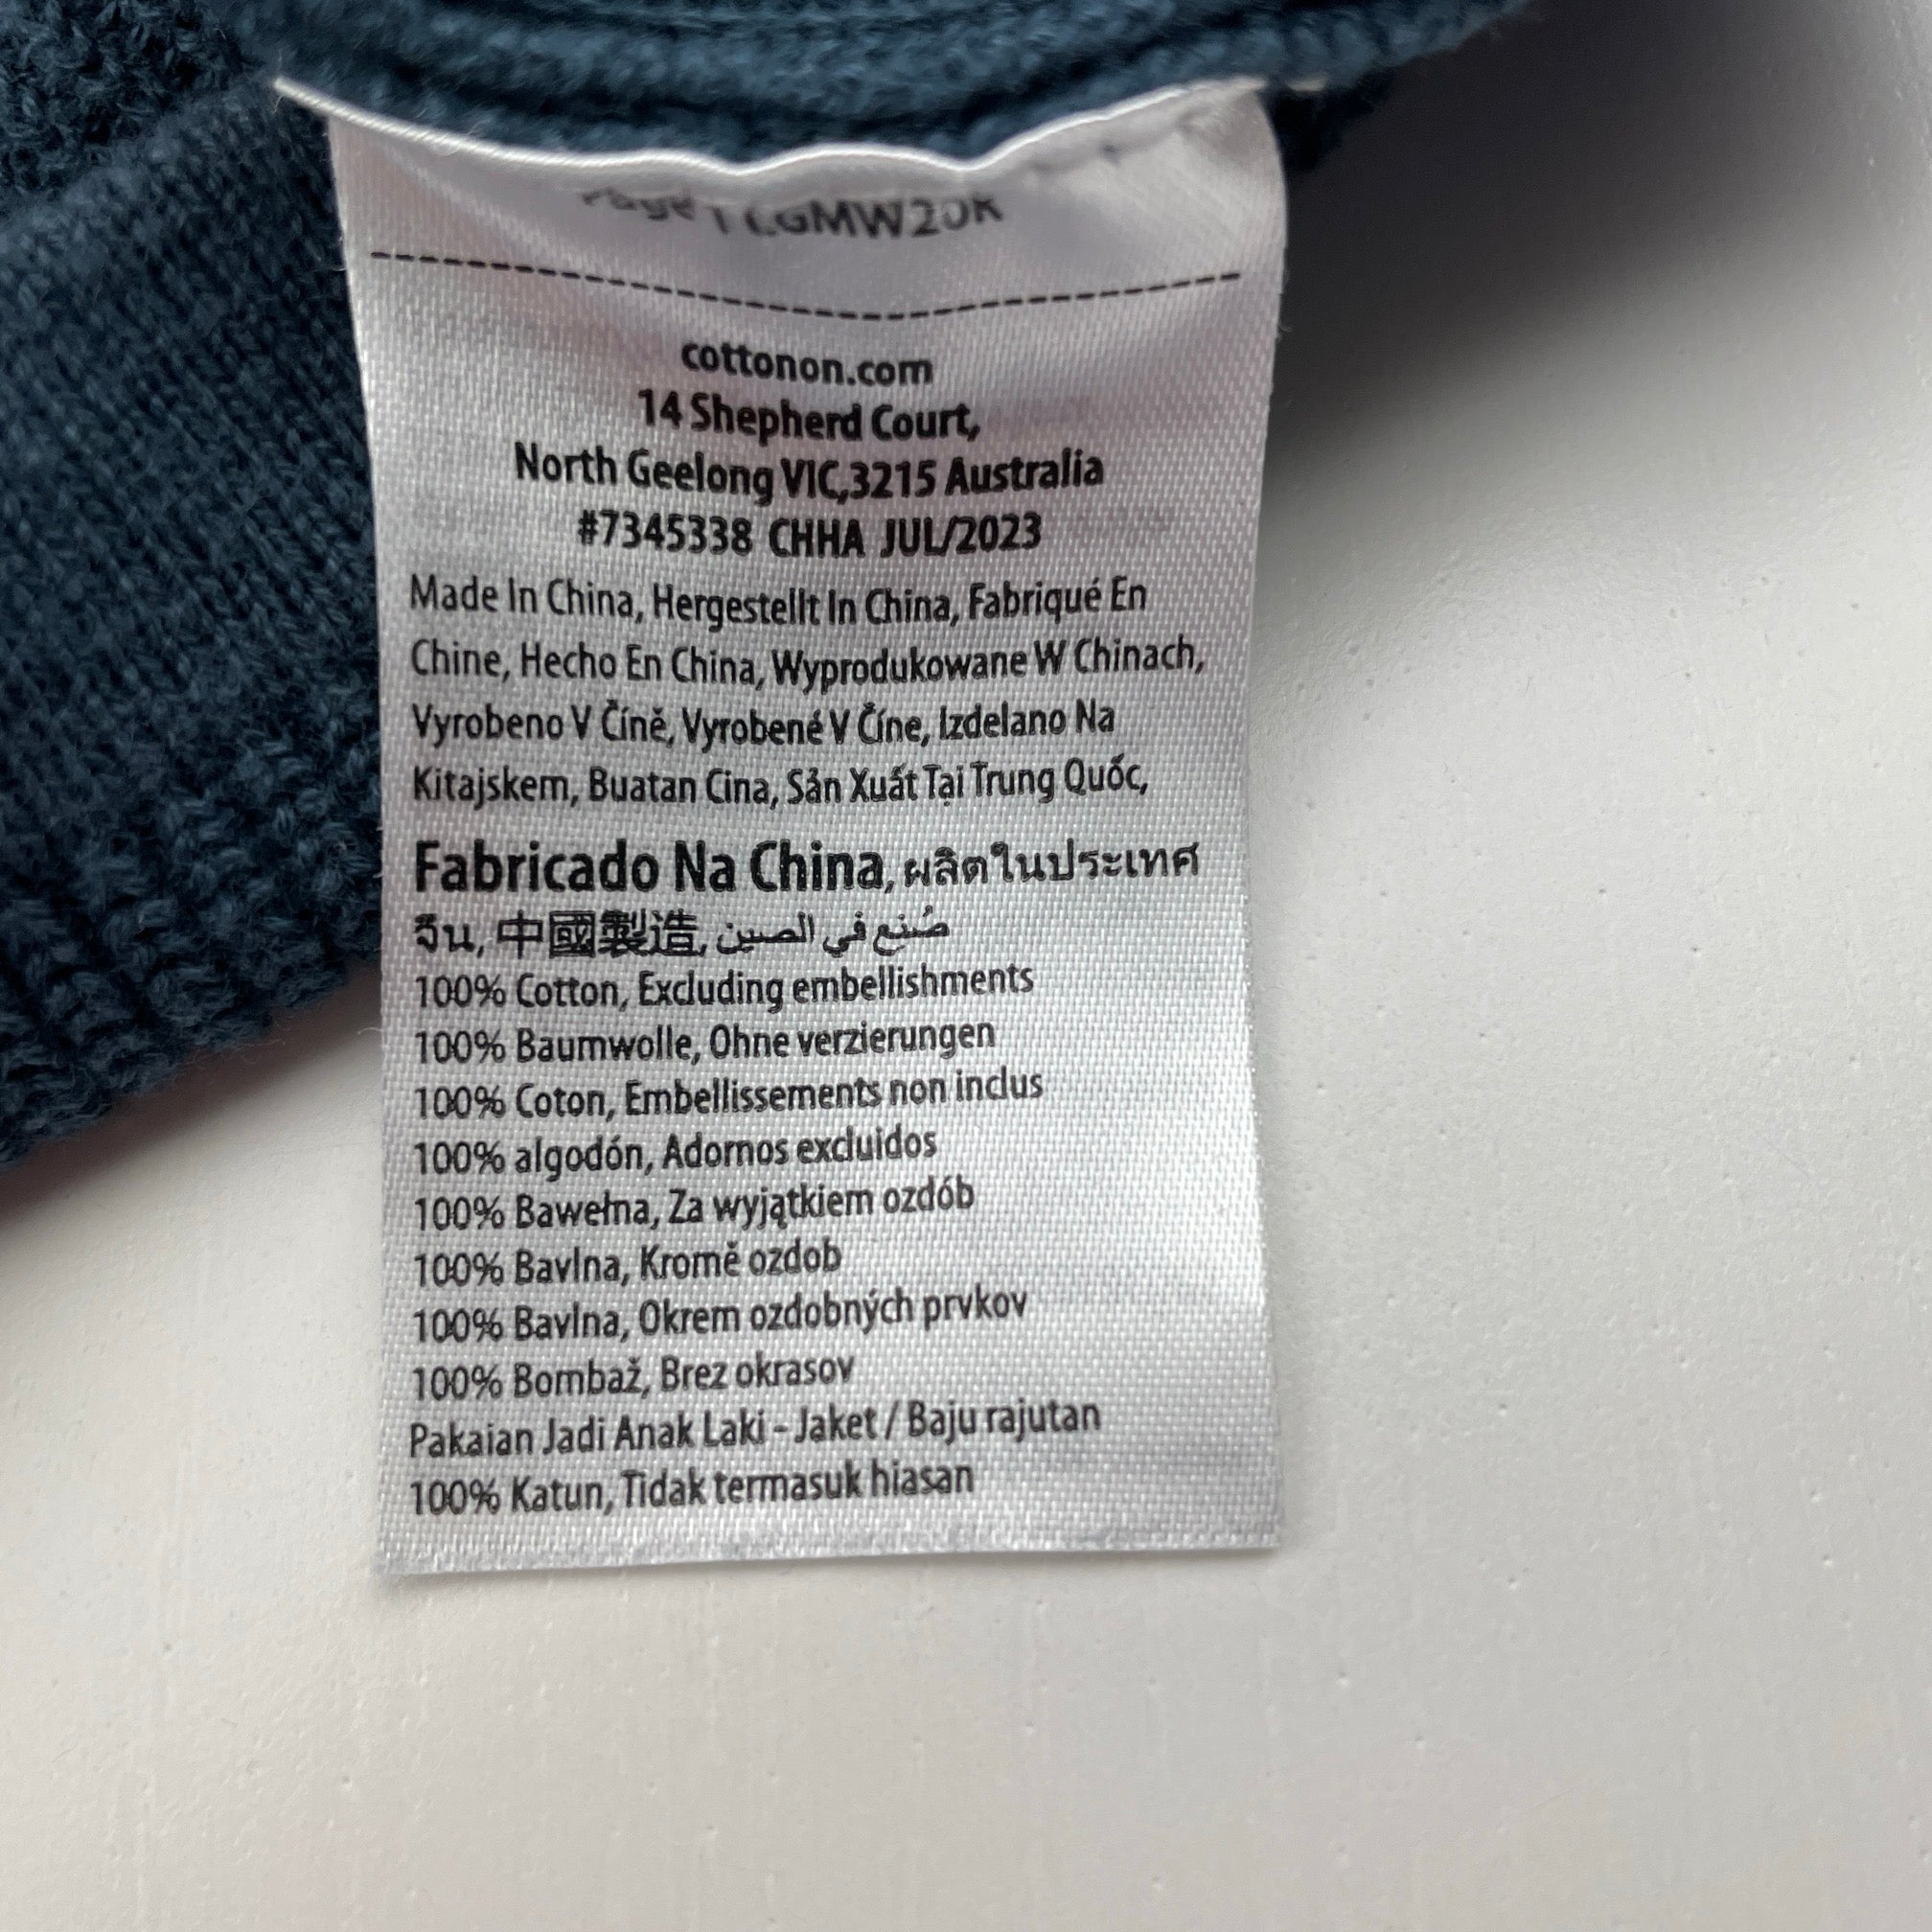 cottonon.com
14 Shepherd Court,
North Geelong VIC,3215 Australia
#7345338 CHHA JUL/2023
Made In China, Hergestellt In China, Fabriqué En
Chine, Hecho En China, Wyprodukowane W Chinach,
Vyrobeno V Číně, Vyrobené V Číne, Izdelano Na
Kitajskem, Buatan Cina, Sản Xuất Tại Trung Quốc,
Fabricado Na China, ผลิตในประเทศ
จีน, 中國製造, صُنع في الصين
100% Cotton, Excluding embellishments
100% Baumwolle, Ohne verzierungen
100% Coton, Embellissements non inclus
100% algodón, Adornos excluidos
100% Bawełna, Za wyjątkiem ozdób
100% Bavlna, Kromě ozdob
100% Bavlna, Okrem ozdobných prvkov
100% Bombaž, Brez okrasov
Pakaian Jadi Anak Laki - Jaket / Baju rajutan
100% Katun, Tidak termasuk hiasan